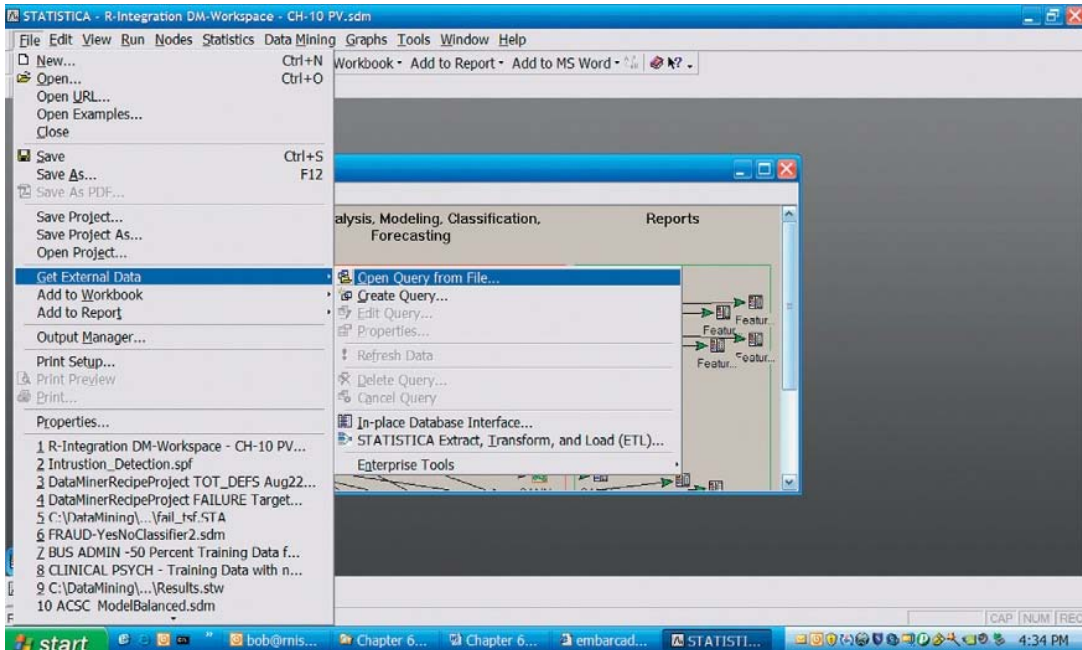 STATISTICA - R-Integration DM-Workspace - CH-10 PV.sdm
File Edit View Run Nodes Statistics Data Mining Graphs Tools Window Help
New... Ctrl+N
Workbook - Add to Report - Add to MS Word -
Open... Ctrl+O
Open URL...
Open Examples...
Close
Save Ctrl+S
Save As... F12
Save As PDF...
Save Project...
Save Project As...
Open Project...
Get External Data
Add to Workbook
Add to Report
Output Manager...
Print Setup...
Print Preview
Print...
Properties...
1 R-Integration DM-Workspace - CH-10 PV...
2 Intrustion_Detection.spf
3 DataMinerRecipeProject TOT_DEFS Aug22...
4 DataMinerRecipeProject FAILURE Target...
5 C:\DataMining\...\fail_tsf.STA
6 FRAUD-YesNoClassifier2.sdm
7 BUS ADMIN -50 Percent Training Data f...
8 CLINICAL PSYCH - Training Data with n...
9 C:\DataMining\...\Results.stw
10 ACSC ModelBalanced.sdm
alysis, Modeling, Classification,
Forecasting
Reports
Open Query from File...
Create Query...
Edit Query...
Properties...
Refresh Data
Delete Query...
Cancel Query
In-place Database Interface...
STATISTICA Extract, Transform, and Load (ETL)...
Enterprise Tools
Featur...
Featur...
Featur...
Featur...
CAP NUM REC
start
bob@rnis...
Chapter 6...
Chapter 6...
embarcad...
STATISTI...
4:34 PM